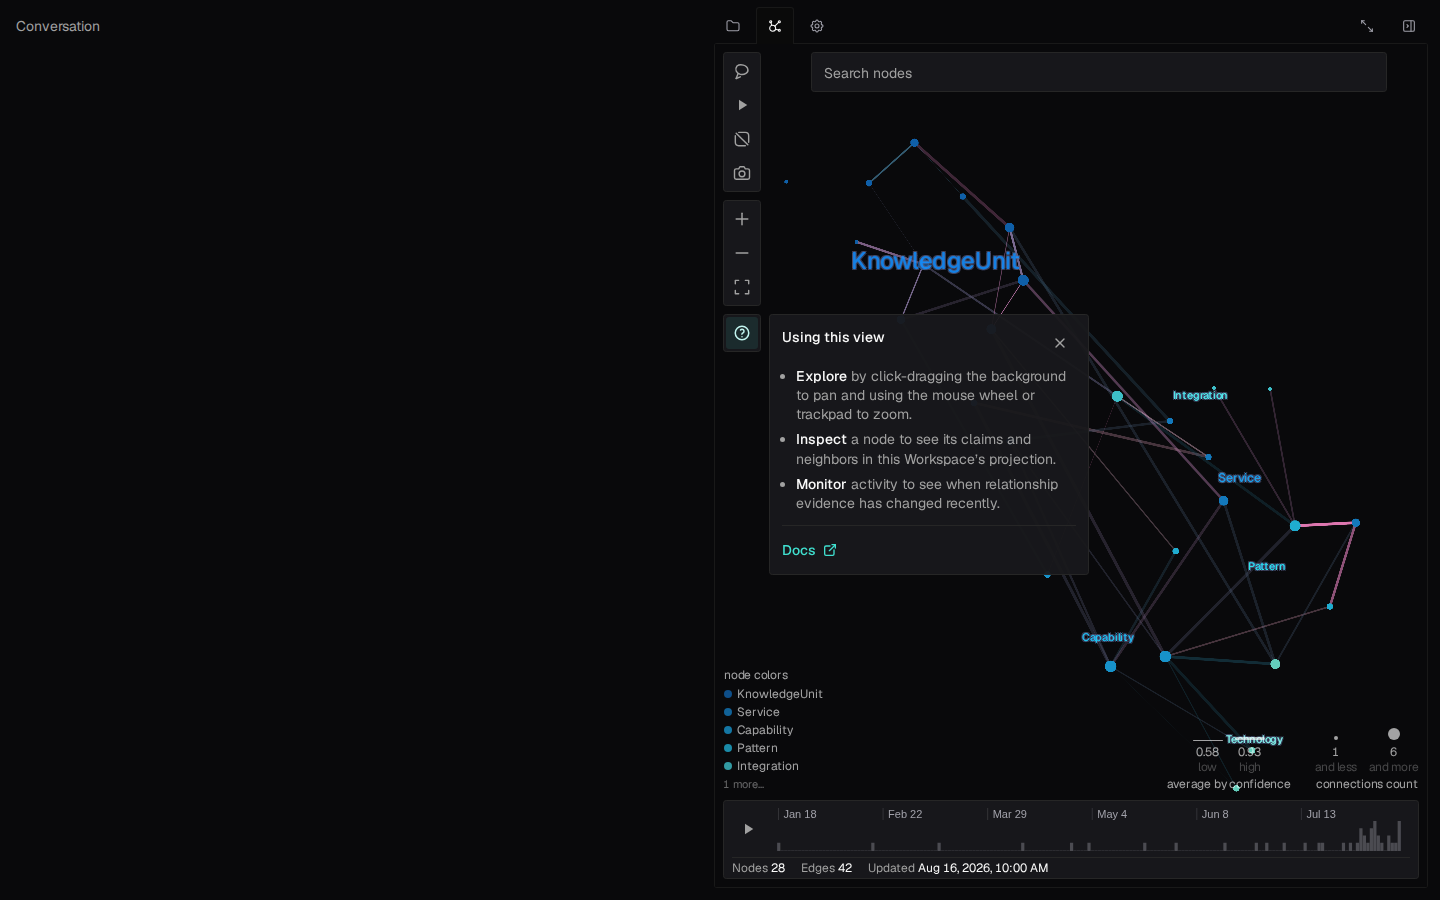 Conversation
Search nodes
KnowledgeUnit
Using this view
Explore by click-dragging the background
to pan and using the mouse wheel or
trackpad to zoom.
Inspect a node to see its claims and
neighbors in this Workspace's projection.
Monitor activity to see when relationship
evidence has changed recently.
Docs
Integration
Service
Pattern
Capability
Technology
node colors
KnowledgeUnit
Service
Capability
Pattern
Integration
1 more...
0.58 0.93
low high
average by confidence
1 6
and less and more
connections count
Jan 18 Feb 22 Mar 29 May 4 Jun 8 Jul 13
Nodes 28 Edges 42 Updated Aug 16, 2026, 10:00 AM